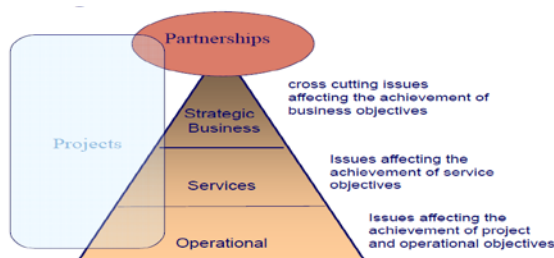 Partnerships
cross cutting issues
affecting the achievement of
business objectives
Strategic
Business
Projects
Issues affecting the
achievement of service
objectives
Services
Issues affecting the
achievement of project
and operational objectives
Operational